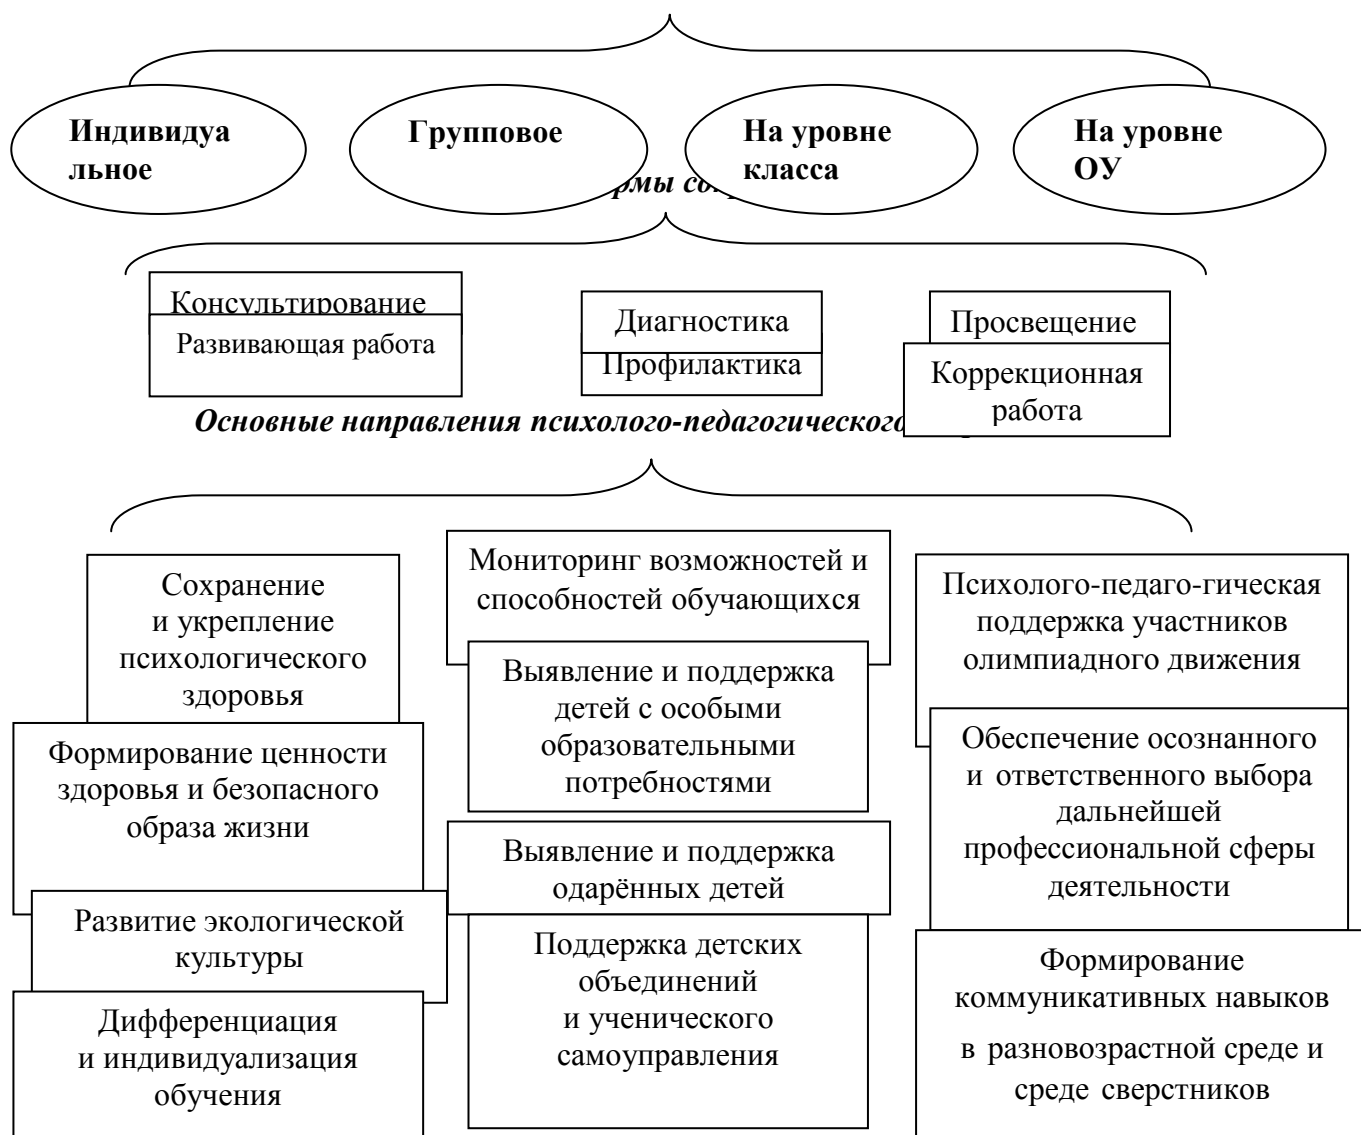 Индивидуа
льное
Групповое
На уровне
класса
На уровне
ОУ
Консультирование
Развивающая работа
Диагностика
Профилактика
Просвещение
Коррекционная
работа
Основные направления психолого-педагогического
Сохранение
и укрепление
психологического
здоровья
Формирование ценности
здоровья и безопасного
образа жизни
Развитие экологической
культуры
Дифференциация
и индивидуализация
обучения
Мониторинг возможностей и
способностей обучающихся
Выявление и поддержка
детей с особыми
образовательными
потребностями
Выявление и поддержка
одарённых детей
Поддержка детских
объединений
и ученического
самоуправления
Психолого-педаго-гическая
поддержка участников
олимпиадного движения
Обеспечение осознанного
и ответственного выбора
дальнейшей
профессиональной сферы
деятельности
Формирование
коммуникативных навыков
в разновозрастной среде и
среде сверстников